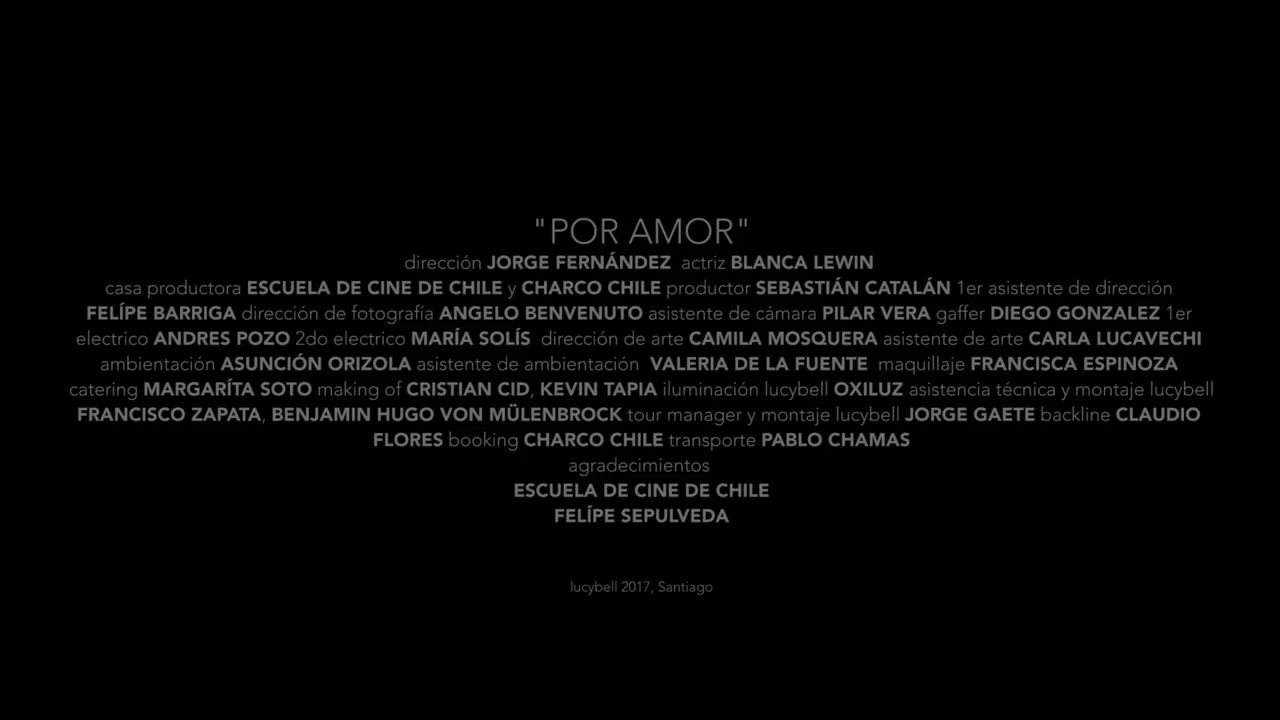 "POR AMOR"
dirección JORGE FERNÁNDEZ actriz BLANCA LEWIN
casa productora ESCUELA DE CINE DE CHILE y CHARCO CHILE productor SEBASTIÁN CATALÁN 1er asistente de dirección
FELÍPE BARRIGA dirección de fotografía ANGELO BENVENUTO asistente de cámara PILAR VERA gaffer DIEGO GONZALEZ 1er
electrico ANDRES POZO 2do electrico MARÍA SOLÍS dirección de arte CAMILA MOSQUERA asistente de arte CARLA LUCAVECHI
ambientación ASUNCIÓN ORIZOLA asistente de ambientación VALERIA DE LA FUENTE maquillaje FRANCISCA ESPINOZA
catering MARGARÍTA SOTO making of CRISTIAN CID, KEVIN TAPIA iluminación lucybell OXILUZ asistencia técnica y montaje lucybell
FRANCISCO ZAPATA, BENJAMIN HUGO VON MÜLENBROCK tour manager y montaje lucybell JORGE GAETE backline CLAUDIO
FLORES booking CHARCO CHILE transporte PABLO CHAMAS
agradecimientos
ESCUELA DE CINE DE CHILE
FELÍPE SEPULVEDA
lucybell 2017, Santiago